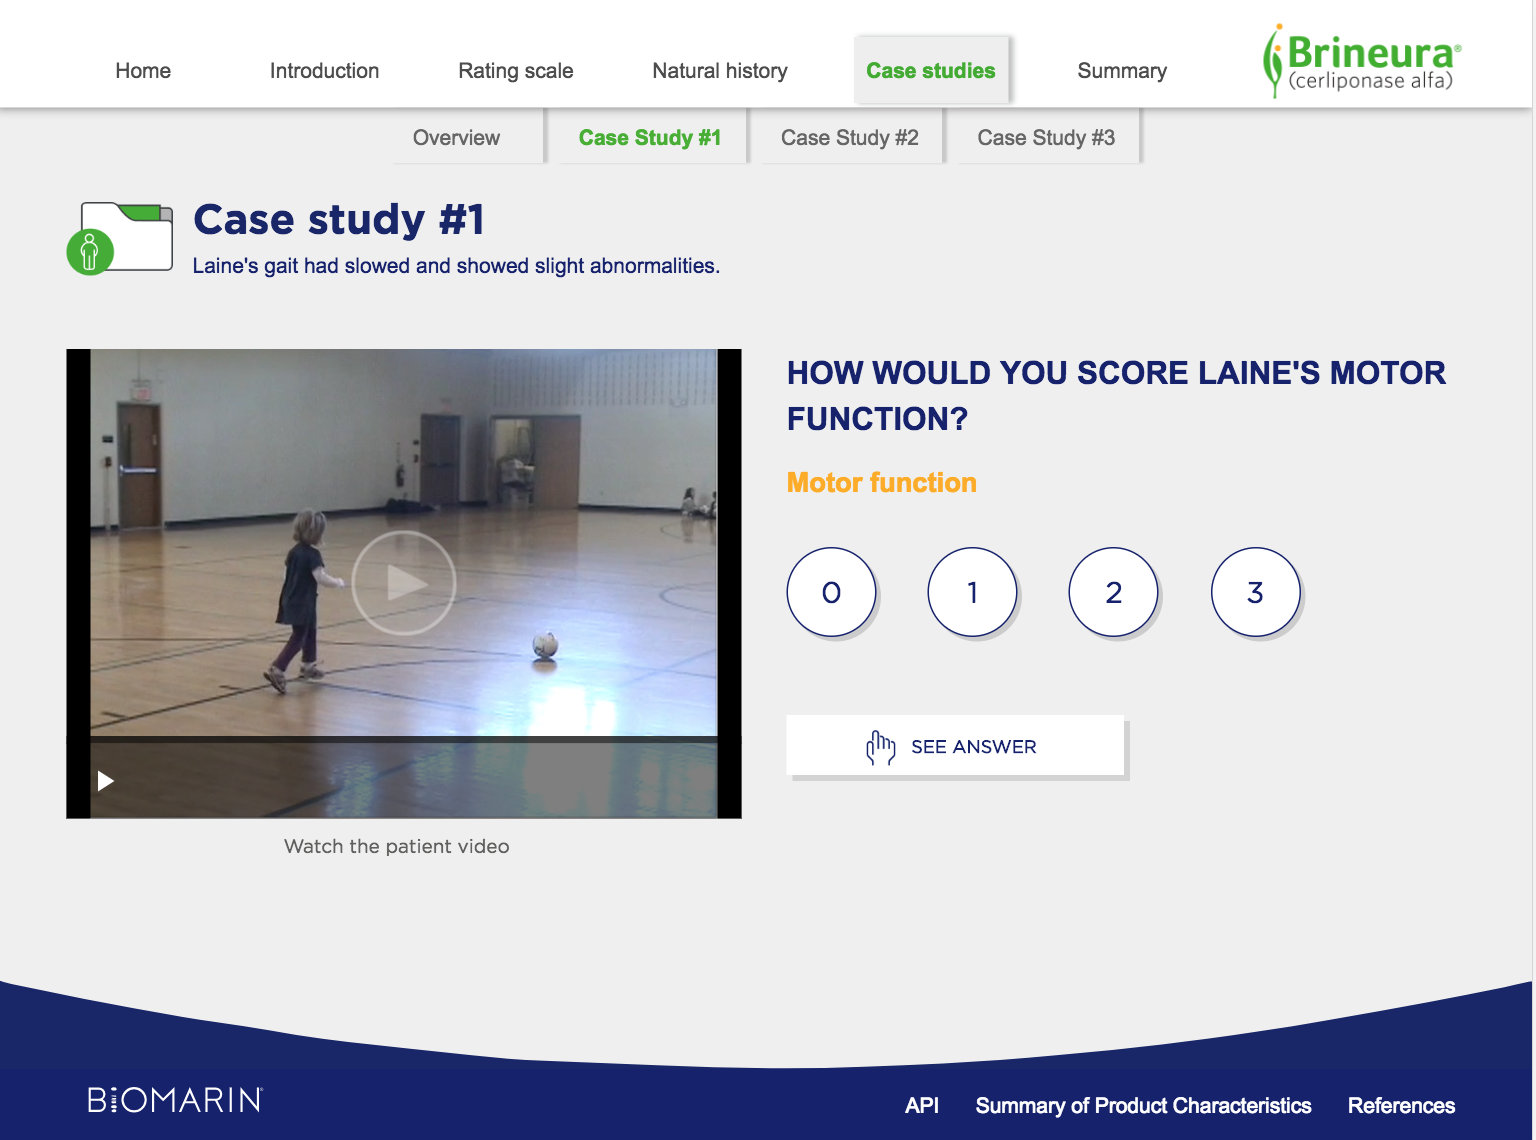 Home
Introduction
Rating scale
Natural history
Case studies
Summary
Brineura®
(cerliponase alfa)
Overview
Case Study #1
Case Study #2
Case Study #3
Case study #1
Laine's gait had slowed and showed slight abnormalities.
HOW WOULD YOU SCORE LAINE'S MOTOR
FUNCTION?
Motor function
0
1
2
3
SEE ANSWER
Watch the patient video
BIOMARIN
API
Summary of Product Characteristics
References